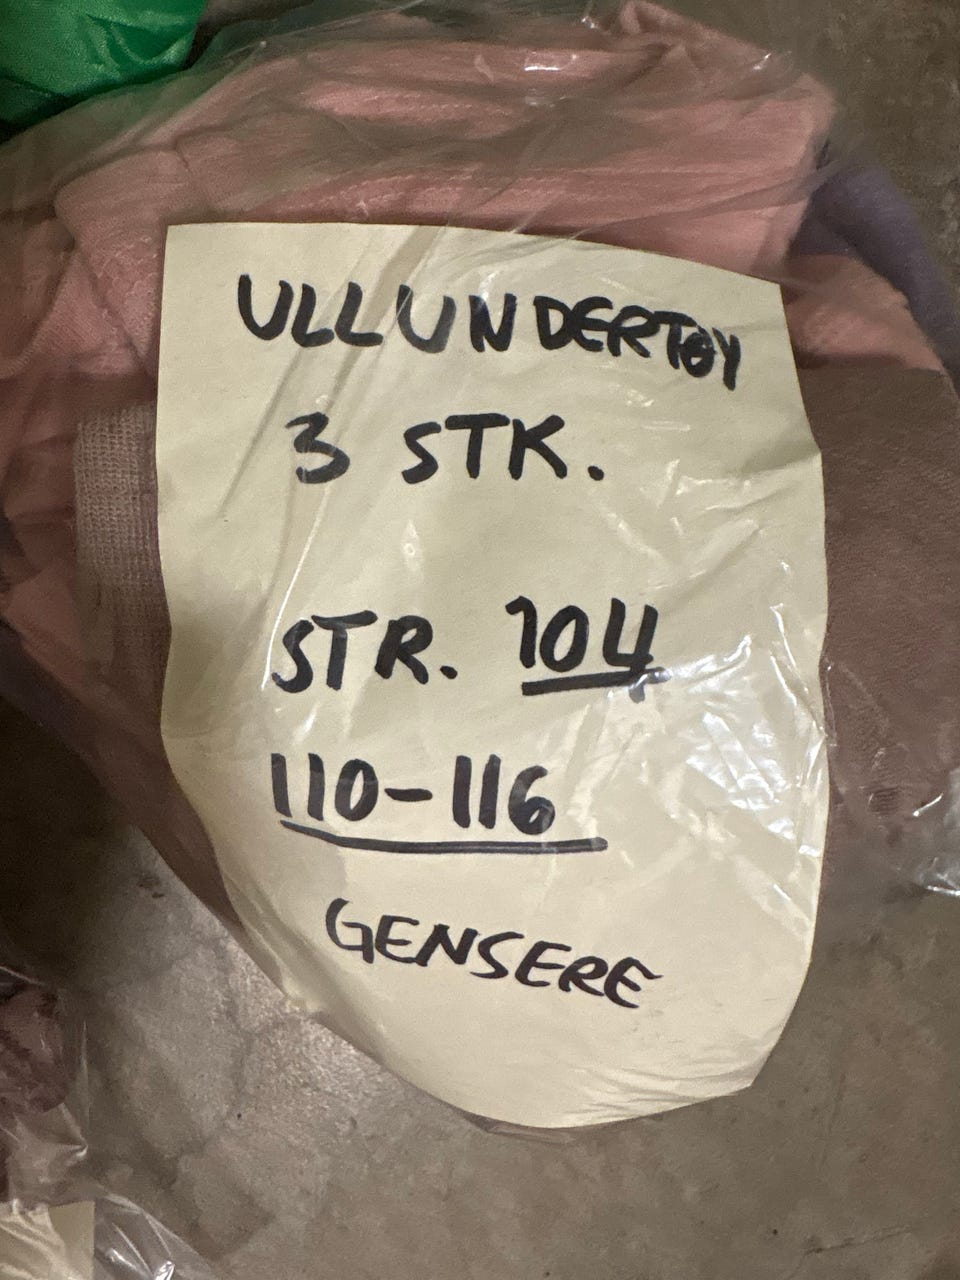 ULLUNDERTØY
3 STK.
STR. 104
110-116
GENSERE